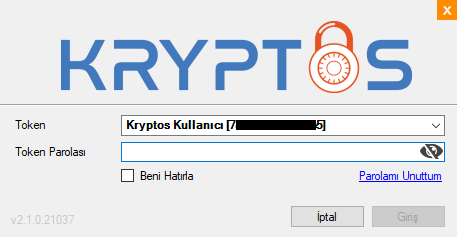 X
KRYPTOS
Token Kryptos Kullanıcı [7 5]
Token Parolası
Beni Hatırla Parolamı Unuttum
v2.1.0.21037 İptal Giriş